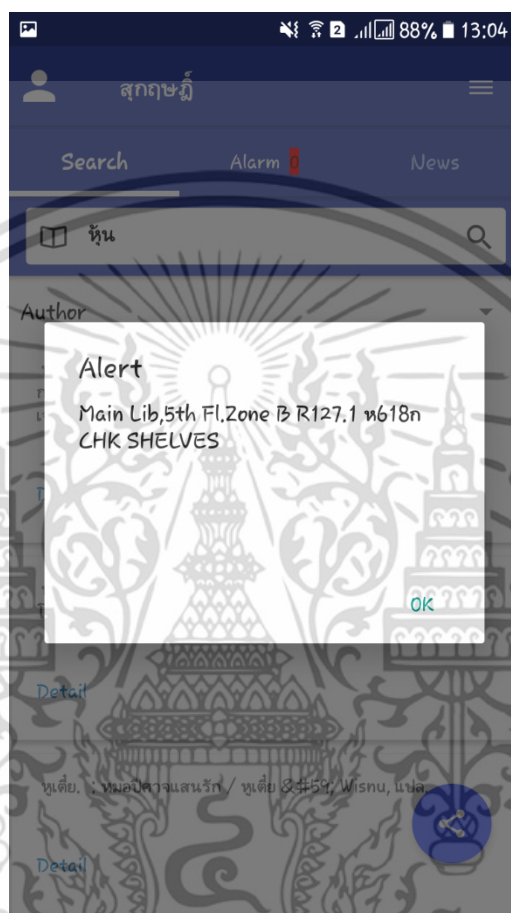 88% 13:04
สุกฤษฎิ์
Search Alarm 0 News
หุ้น
Author
Alert
Main Lib,5th Fl.Zone B R127.1 ห618ก
CHK SHELVES
OK
Detail
หูเตี่ย. : หมอปีศาจแสนรัก / หูเตี่ย &#59; Wisnu, แปล.
Detail